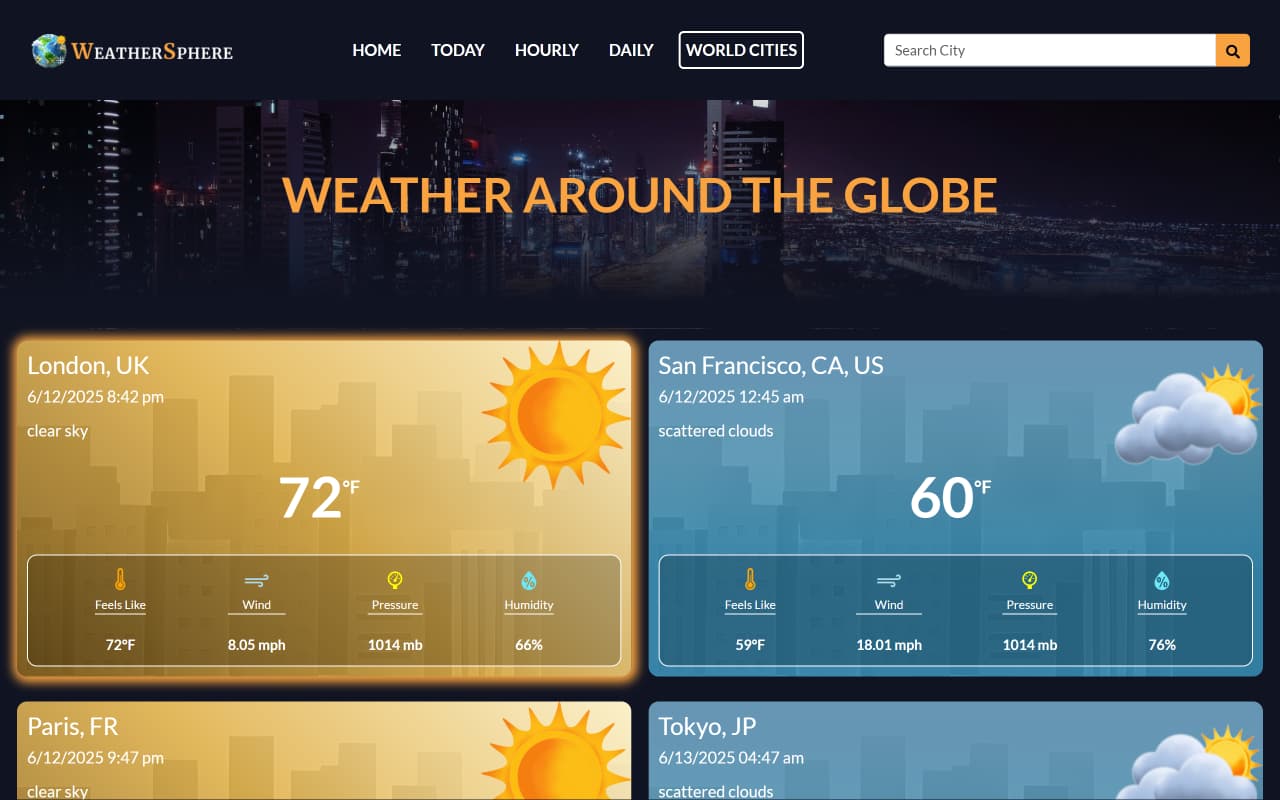 WEATHERSPHERE
HOME TODAY HOURLY DAILY WORLD CITIES
Search City
WEATHER AROUND THE GLOBE
London, UK
6/12/2025 8:42 pm
clear sky
72°F
Feels Like Wind Pressure Humidity
72°F 8.05 mph 1014 mb 66%
San Francisco, CA, US
6/12/2025 12:45 am
scattered clouds
60°F
Feels Like Wind Pressure Humidity
59°F 18.01 mph 1014 mb 76%
Paris, FR
6/12/2025 9:47 pm
clear sky
Tokyo, JP
6/13/2025 04:47 am
scattered clouds